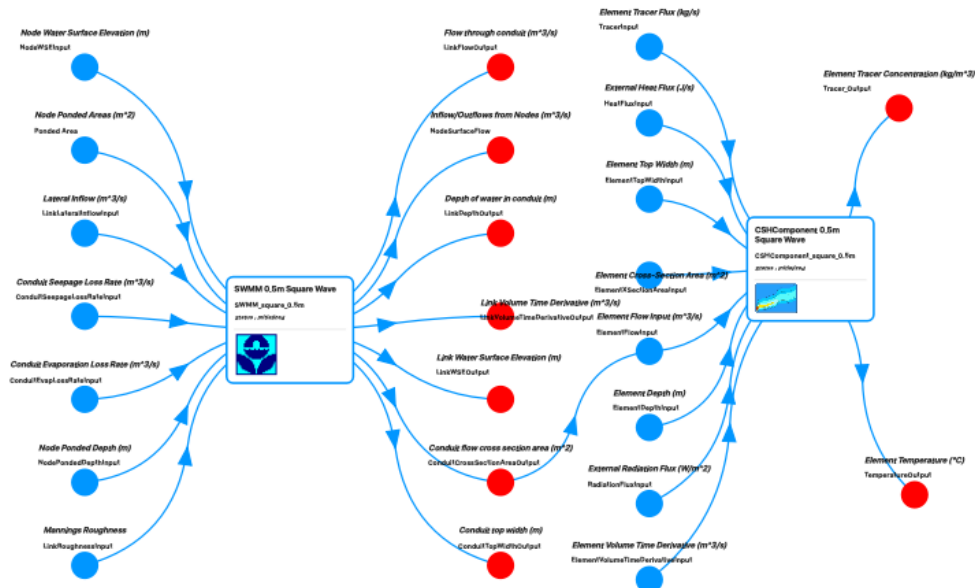 Node Water Surface Elevation (m)
NodeWSEInput
Node Ponded Areas (m^2)
Ponded Area
Lateral Inflow (m^3/s)
LinkLateralInflowInput
Conduit Seepage Loss Rate (m^3/s)
ConduitSeepageLossRateInput
Conduit Evaporation Loss Rate (m^3/s)
ConduitEvapLossRateInput
Node Ponded Depth (m)
NodePondedDepthInput
Mannings Roughness
LinkRoughnessInput
SWMM 0.5m Square Wave
SWMM_square_0.5m
Flow through conduit (m^3/s)
LinkFlowOutput
Inflow/Outflows from Nodes (m^3/s)
NodeSurfaceFlow
Depth of water in conduit (m)
LinkDepthOutput
Link Volume Time Derivative (m^3/s)
LinkVolumeTimeDerivativeOutput
Link Water Surface Elevation (m)
LinkWSEOutput
Conduit flow cross section area (m^2)
ConduitCrossSectionAreaOutput
Conduit top width (m)
ConduitTopWidthOutput
Element Tracer Flux (kg/s)
TracerInput
External Heat Flux (J/s)
HeatFluxInput
Element Top Width (m)
ElementTopWidthInput
Element Cross-Section Area (m^2)
ElementXSectionAreaInput
Element Flow Input (m^3/s)
ElementFlowInput
Element Depth (m)
ElementDepthInput
External Radiation Flux (W/m^2)
RadiationFluxInput
Element Volume Time Derivative (m^3/s)
ElementVolumeTimeDerivativeInput
CSHComponent 0.5m
Square Wave
CSHComponent_square_0.5m
Element Tracer Concentration (kg/m^3)
Tracer_Output
Element Temperature (°C)
TemperatureOutput